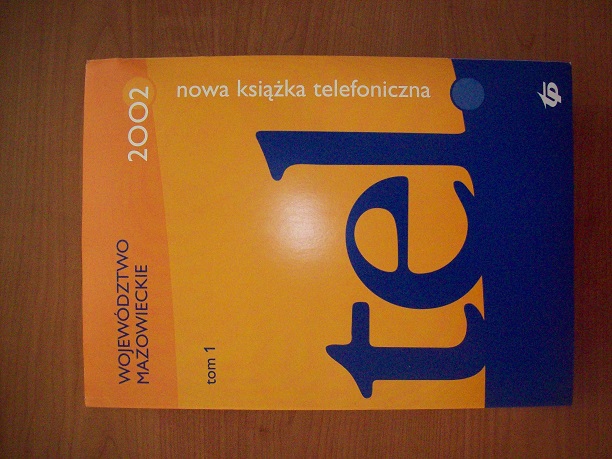 WOJEWÓDZTWO
MAZOWIECKIE
2002
tom 1
nowa książka telefoniczna
tel.
tp